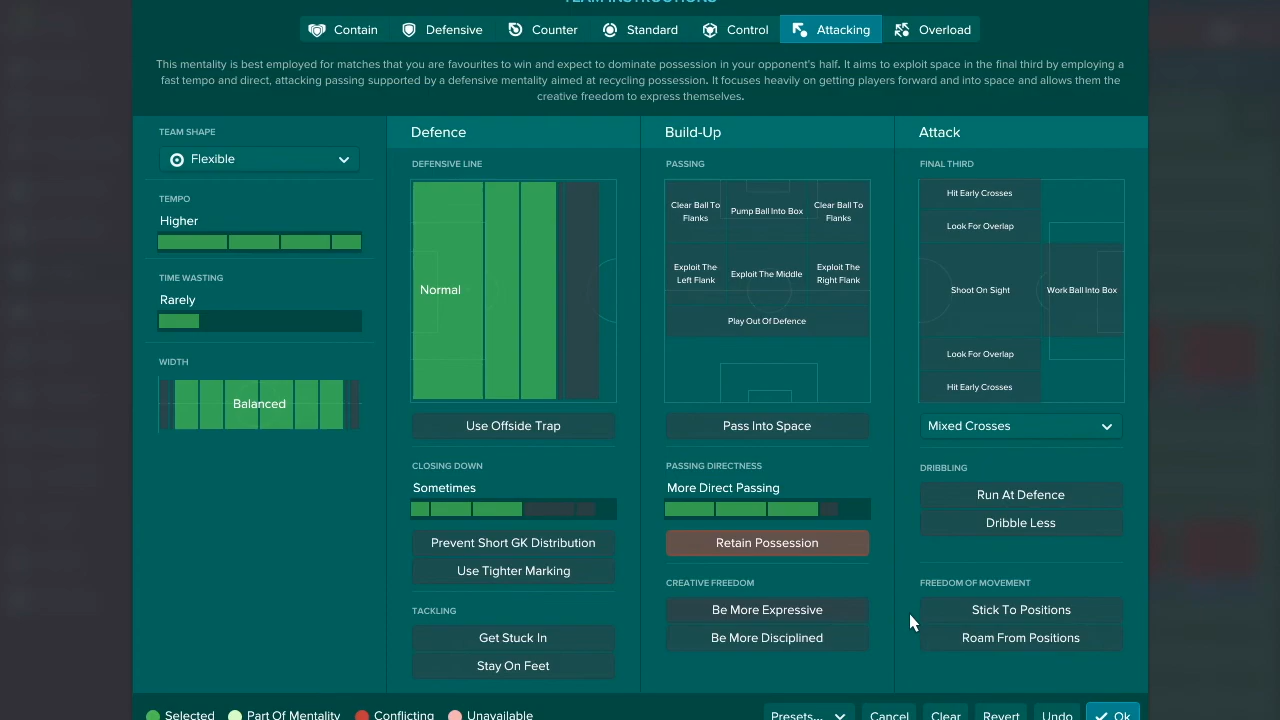 TEAM INSTRUCTIONS
Contain
Defensive
Counter
Standard
Control
Attacking
Overload
This mentality is best employed for matches that you are favourites to win and expect to dominate possession in your opponent's half. It aims to exploit space in the final third by employing a
fast tempo and direct, attacking passing supported by a defensive mentality aimed at recycling possession. It focuses heavily on getting players forward and into space and allows them the
creative freedom to express themselves.
TEAM SHAPE
Flexible
TEMPO
Higher
TIME WASTING
Rarely
WIDTH
Balanced
Defence
DEFENSIVE LINE
Normal
Use Offside Trap
CLOSING DOWN
Sometimes
Prevent Short GK Distribution
Use Tighter Marking
TACKLING
Get Stuck In
Stay On Feet
Build-Up
PASSING
Clear Ball To
Flanks
Pump Ball Into Box
Clear Ball To
Flanks
Exploit The
Left Flank
Exploit The Middle
Exploit The
Right Flank
Play Out Of Defence
Pass Into Space
PASSING DIRECTNESS
More Direct Passing
Retain Possession
CREATIVE FREEDOM
Be More Expressive
Be More Disciplined
Attack
FINAL THIRD
Hit Early Crosses
Look For Overlap
Shoot On Sight
Work Ball Into Box
Look For Overlap
Hit Early Crosses
Mixed Crosses
DRIBBLING
Run At Defence
Dribble Less
FREEDOM OF MOVEMENT
Stick To Positions
Roam From Positions
Selected
Part Of Mentality
Conflicting
Unavailable
Presets...
Cancel
Clear
Revert
Undo
Ok